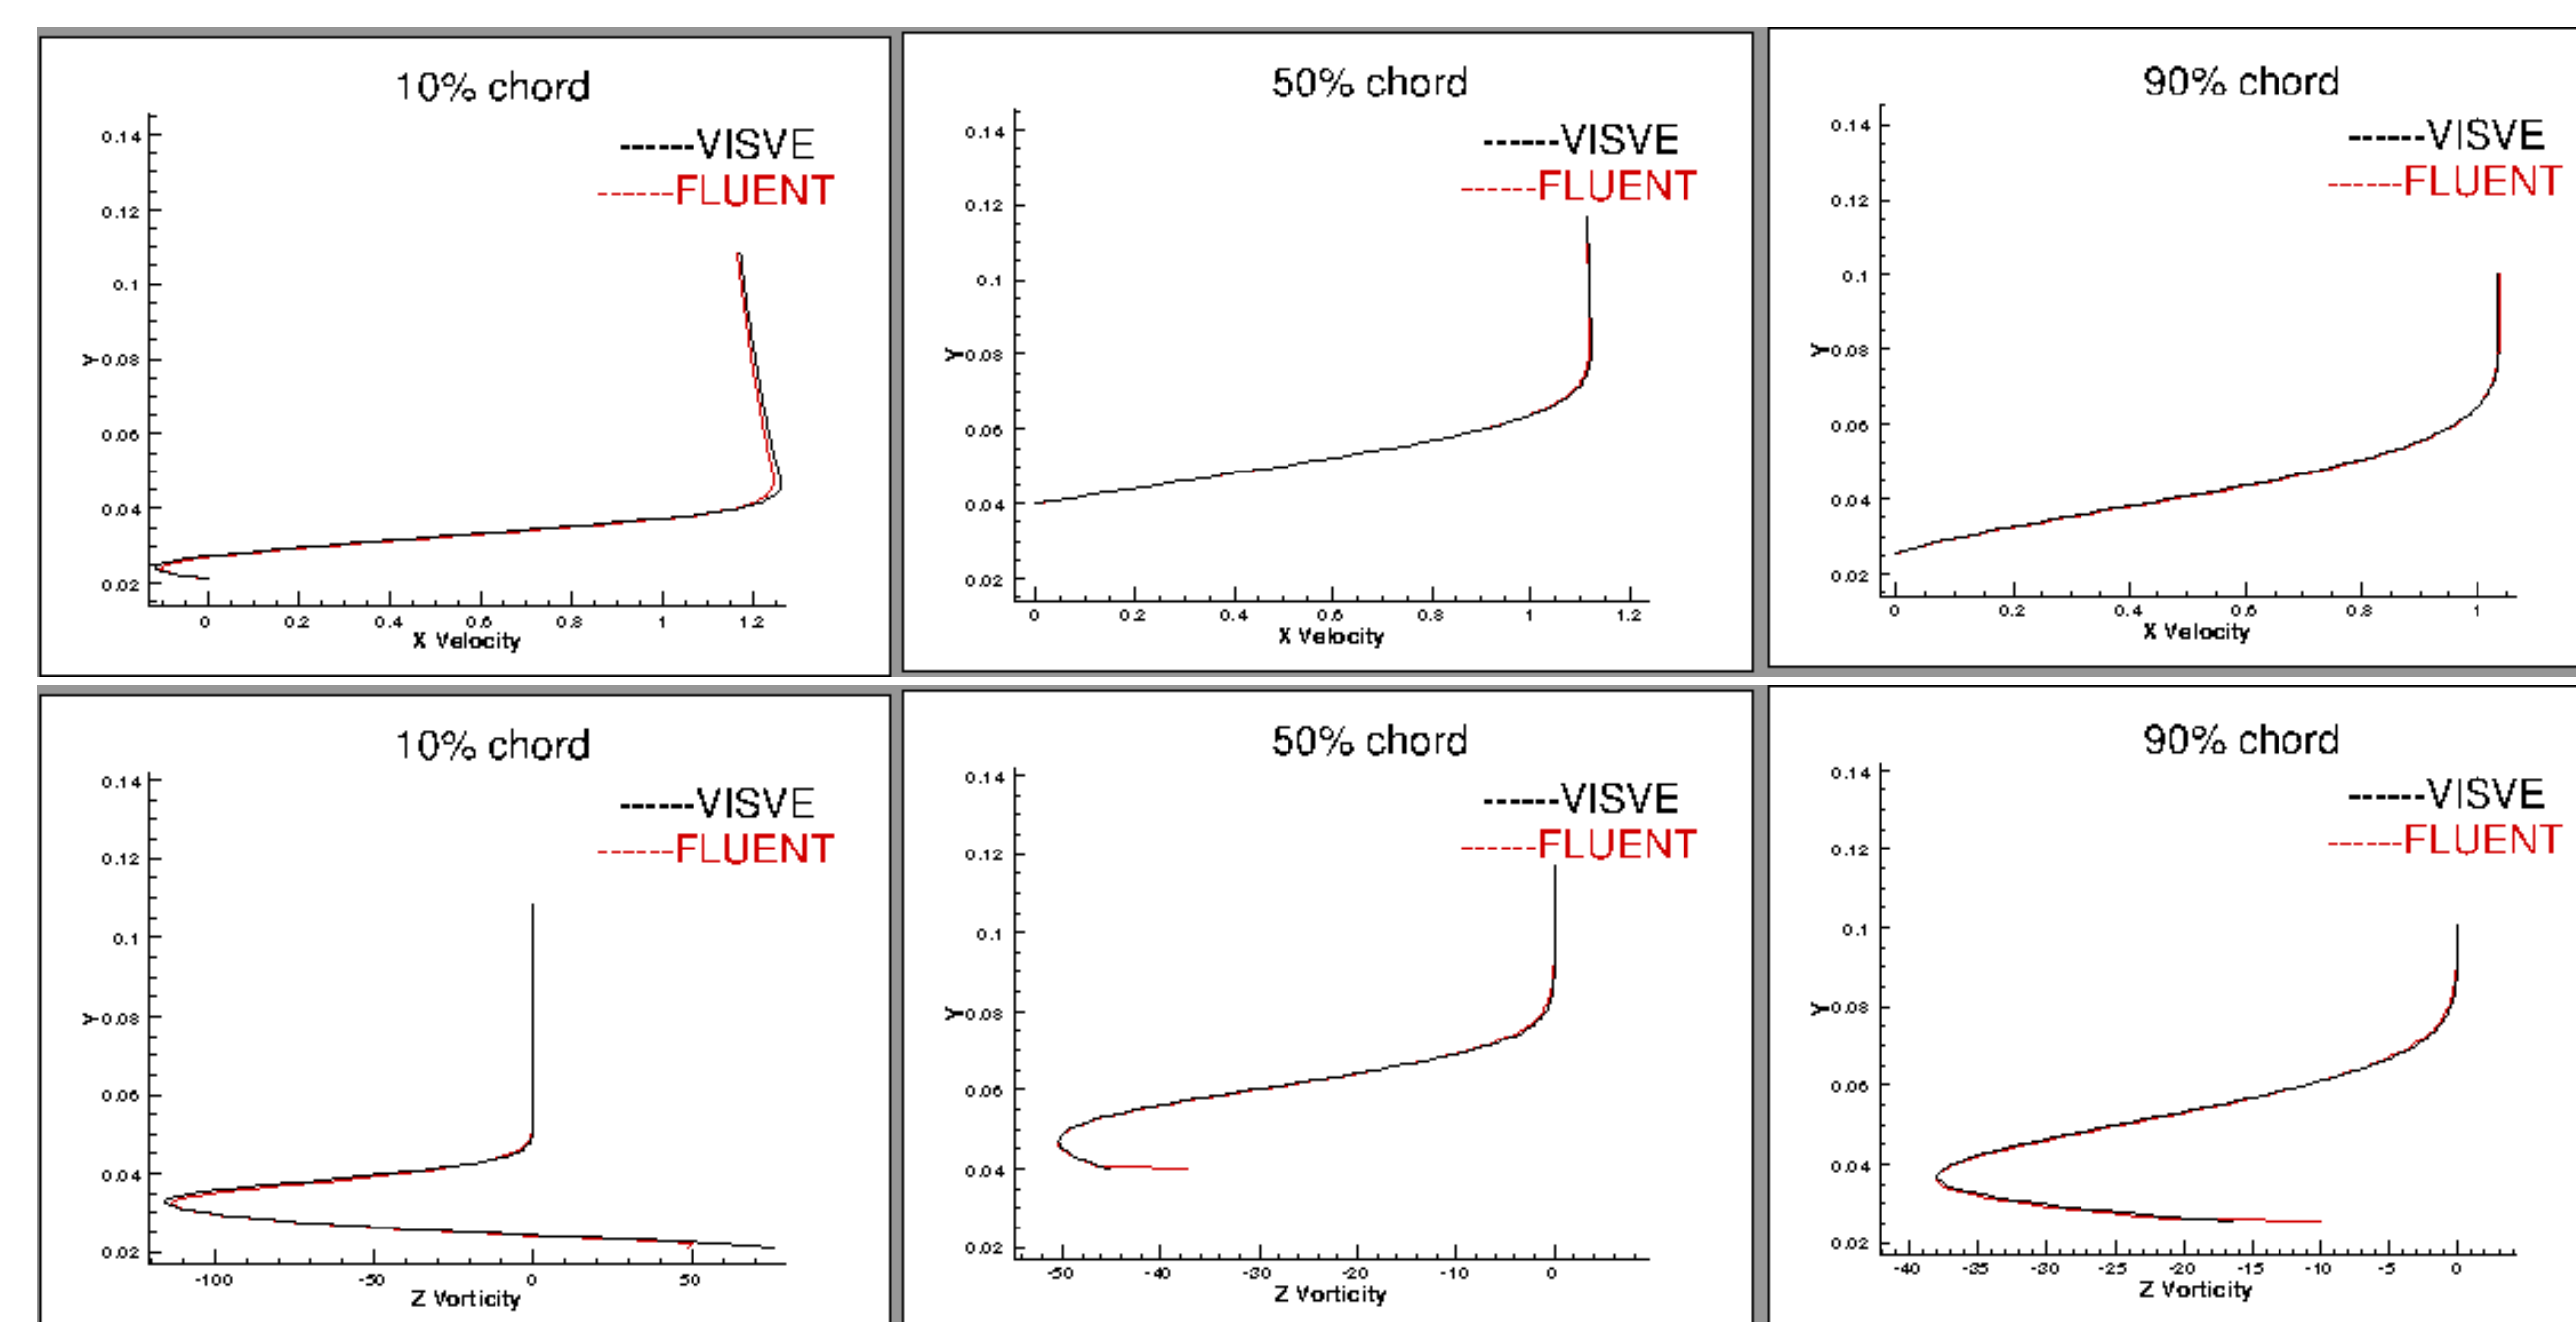 10% chord
------VISVE
------FLUENT
0.14
0.12
0.1
Y 0.08
0.06
0.04
0.02
0 0.2 0.4 0.6 0.8 1 1.2
X Velocity
50% chord
------VISVE
------FLUENT
0.14
0.12
0.1
Y 0.08
0.06
0.04
0.02
0 0.2 0.4 0.6 0.8 1 1.2
X Velocity
90% chord
------VISVE
------FLUENT
0.14
0.12
0.1
Y 0.08
0.06
0.04
0.02
0 0.2 0.4 0.6 0.8 1
X Velocity
10% chord
------VISVE
------FLUENT
0.14
0.12
0.1
Y 0.08
0.06
0.04
0.02
-100 -50 0 50
Z Vorticity
50% chord
------VISVE
------FLUENT
0.14
0.12
0.1
Y 0.08
0.06
0.04
0.02
-50 -40 -30 -20 -10 0
Z Vorticity
90% chord
------VISVE
------FLUENT
0.14
0.12
0.1
Y 0.08
0.06
0.04
0.02
-40 -35 -30 -25 -20 -15 -10 -5 0
Z Vorticity